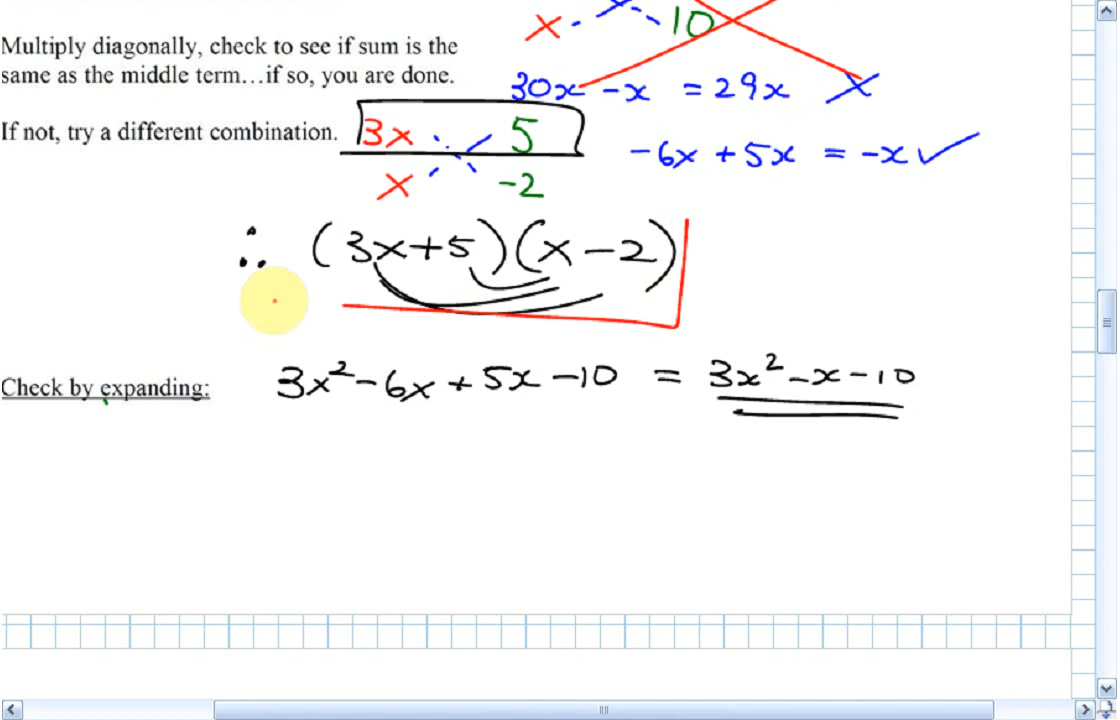 x 10
Multiply diagonally, check to see if sum is the
same as the middle term...if so, you are done.
30x - x = 29x
If not, try a different combination.
3x 5
-6x + 5x = -x ✓
x -2
∴ (3x+5)(x-2)
Check by expanding: 3x² - 6x + 5x - 10 = 3x² - x - 10